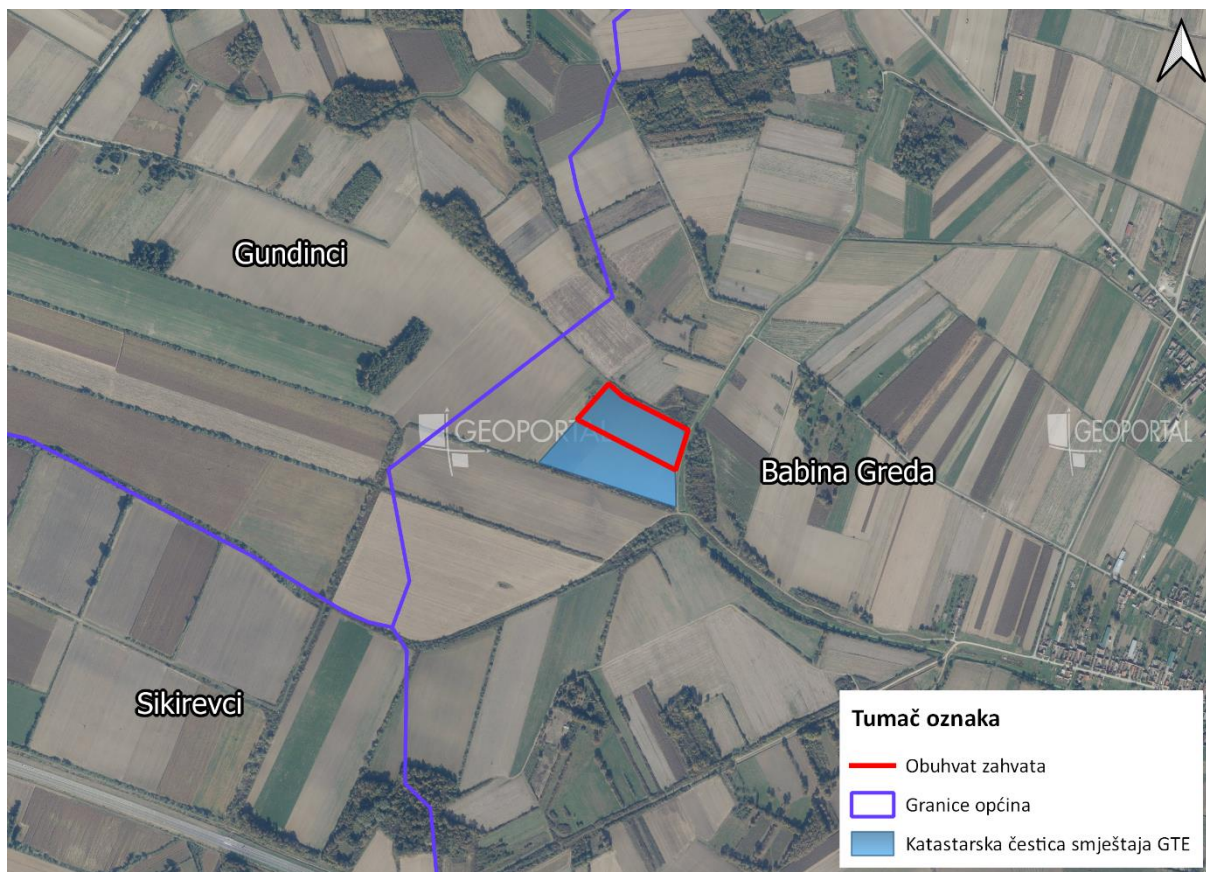 Gundinci
GEOPORTAL
GEOPORTAL
Babina Greda
Sikirevci
Tumač oznaka
Obuhvat zahvata
Granice općina
Katastarska čestica smještaja GTE